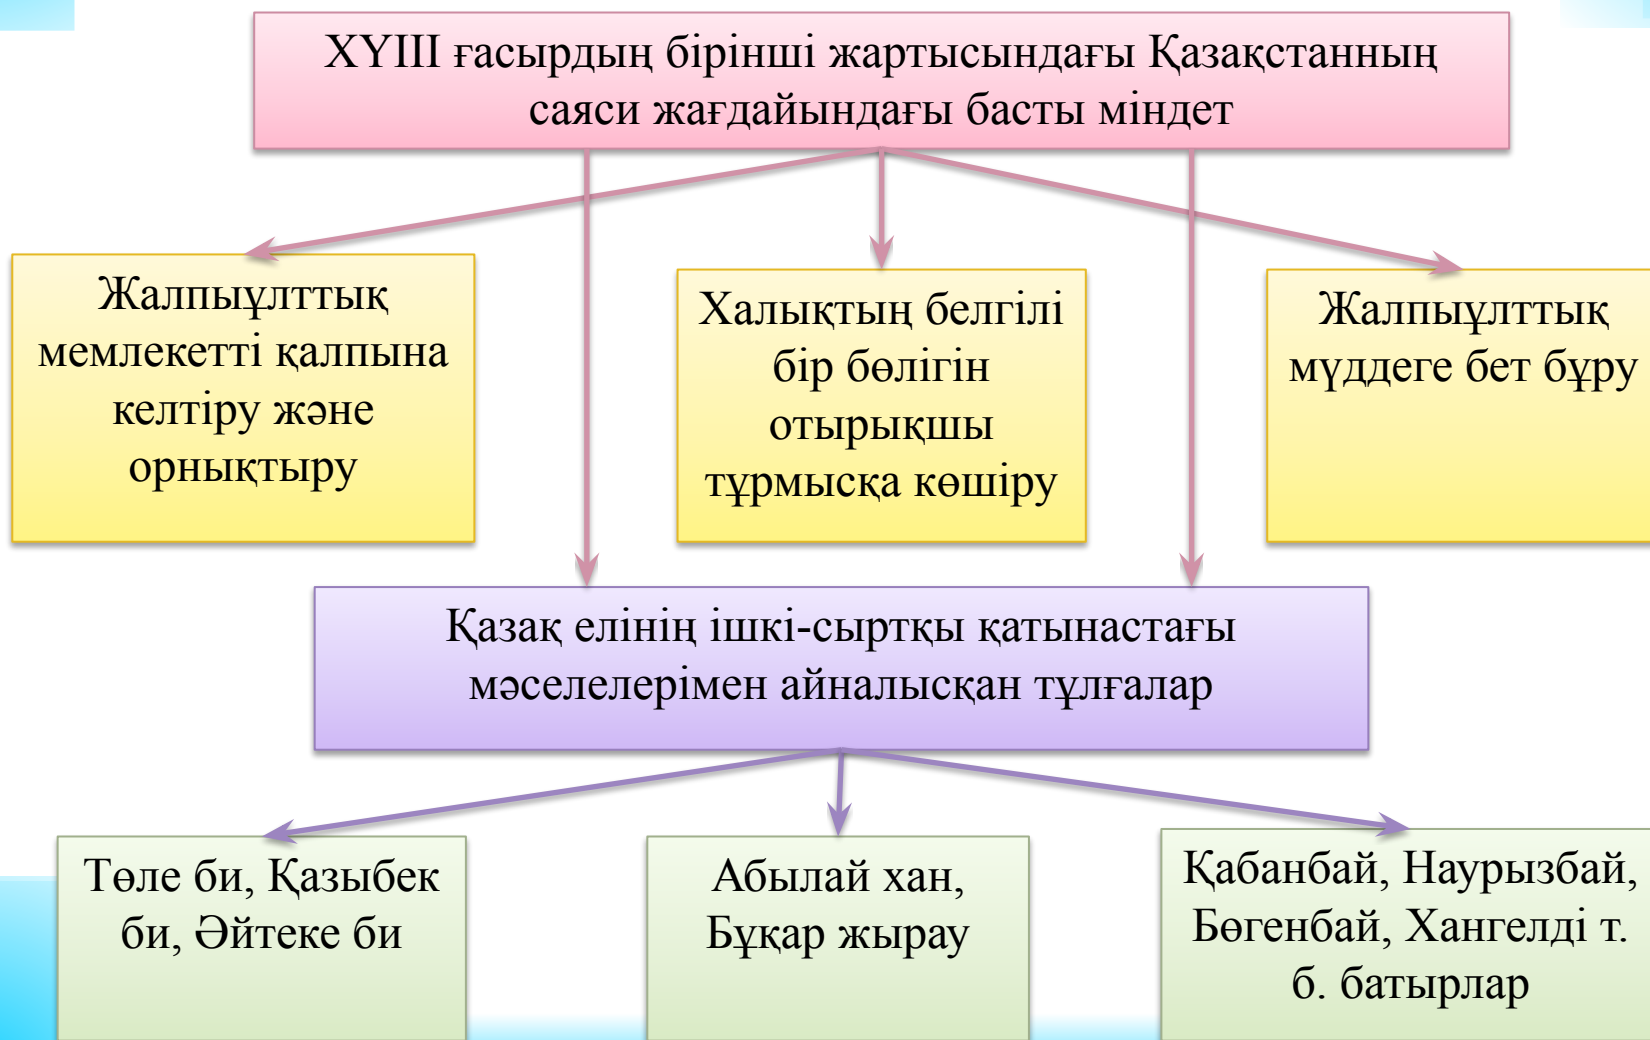 ХҮІІІ ғасырдың бірінші жартысындағы Қазақстанның
саяси жағдайындағы басты міндет
Жалпыұлттық
мемлекетті қалпына
келтіру және
орнықтыру
Халықтың белгілі
бір бөлігін
отырықшы
тұрмысқа көшіру
Жалпыұлттық
мүддеге бет бұру
Қазақ елінің ішкі-сыртқы қатынастағы
мәселелерімен айналысқан тұлғалар
Төле би, Қазыбек
би, Әйтеке би
Абылай хан,
Бұқар жырау
Қабанбай, Наурызбай,
Бөгенбай, Хангелді т.
б. батырлар